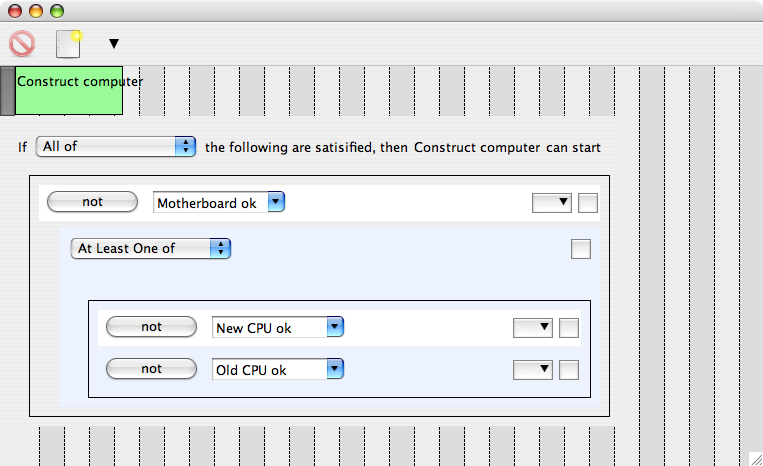 Construct computer
If All of the following are satisified, then Construct computer can start
not Motherboard ok
At Least One of
not New CPU ok
not Old CPU ok